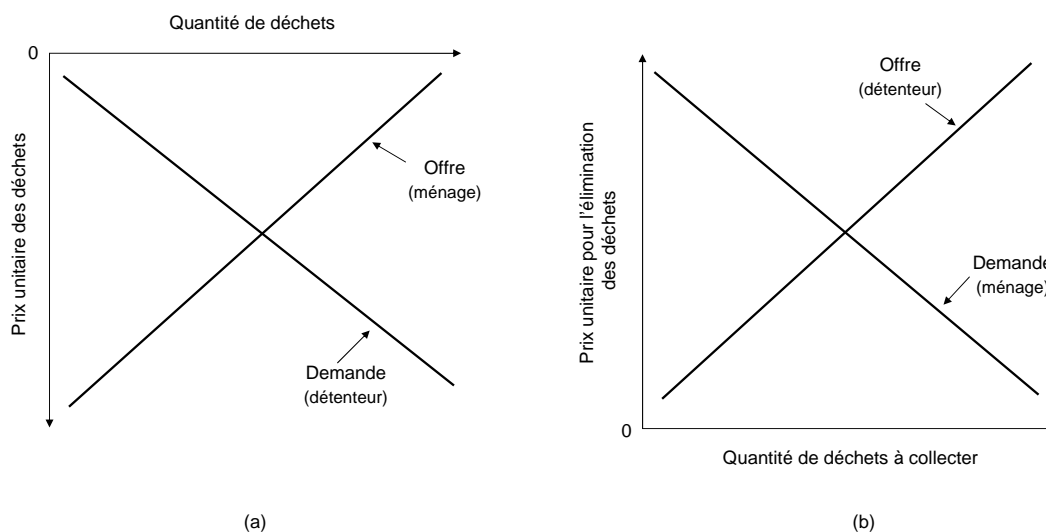 Quantité de déchets
0
Prix unitaire des déchets
Offre
(ménage)
Demande
(détenteur)
(a)
Prix unitaire pour l'élimination
des déchets
Offre
(détenteur)
Demande
(ménage)
0
Quantité de déchets à collecter
(b)